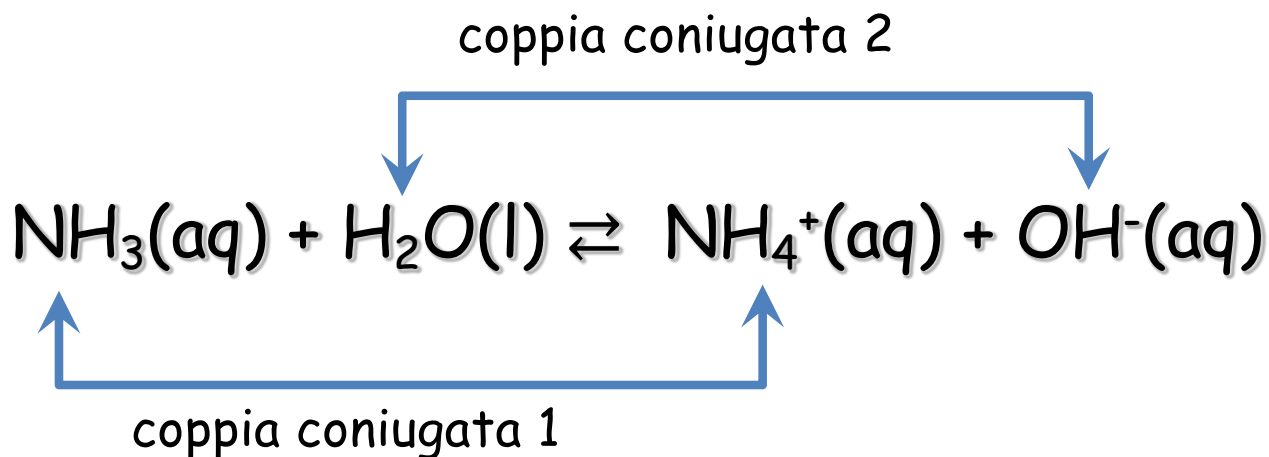 coppia coniugata 2
NH₃(aq) + H₂O(l) ⇄ NH₄⁺(aq) + OH⁻(aq)
coppia coniugata 1